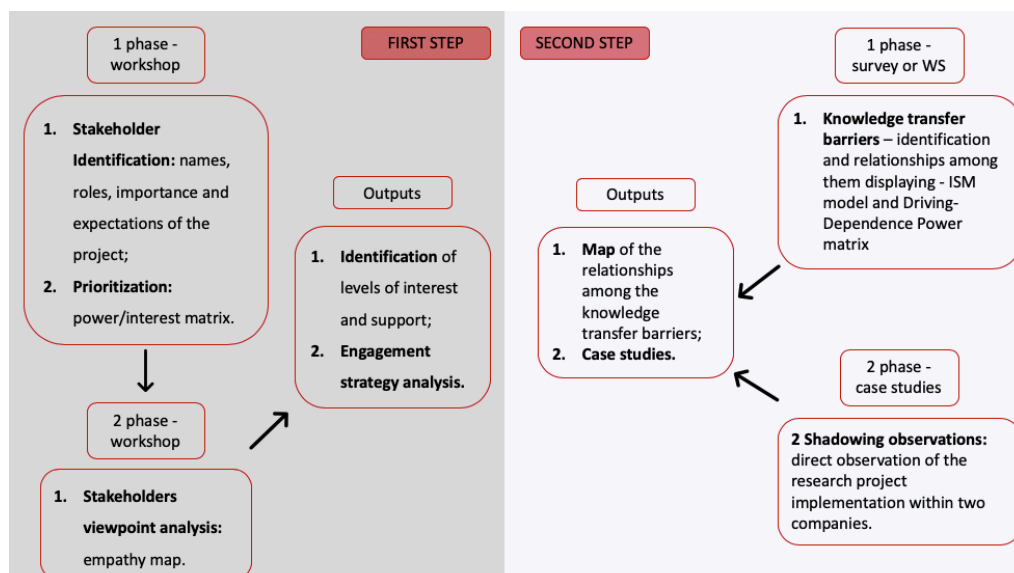 FIRST STEP
1 phase -
workshop
1. Stakeholder
Identification: names,
roles, importance and
expectations of the
project;
2. Prioritization:
power/interest matrix.
2 phase -
workshop
1. Stakeholders
viewpoint analysis:
empathy map.
Outputs
1. Identification of
levels of interest
and support;
2. Engagement
strategy analysis.
SECOND STEP
1 phase -
survey or WS
1. Knowledge transfer
barriers – identification
and relationships among
them displaying - ISM
model and Driving-
Dependence Power
matrix
2 phase -
case studies
2 Shadowing observations:
direct observation of the
research project
implementation within two
companies.
Outputs
1. Map of the
relationships
among the
knowledge
transfer barriers;
2. Case studies.